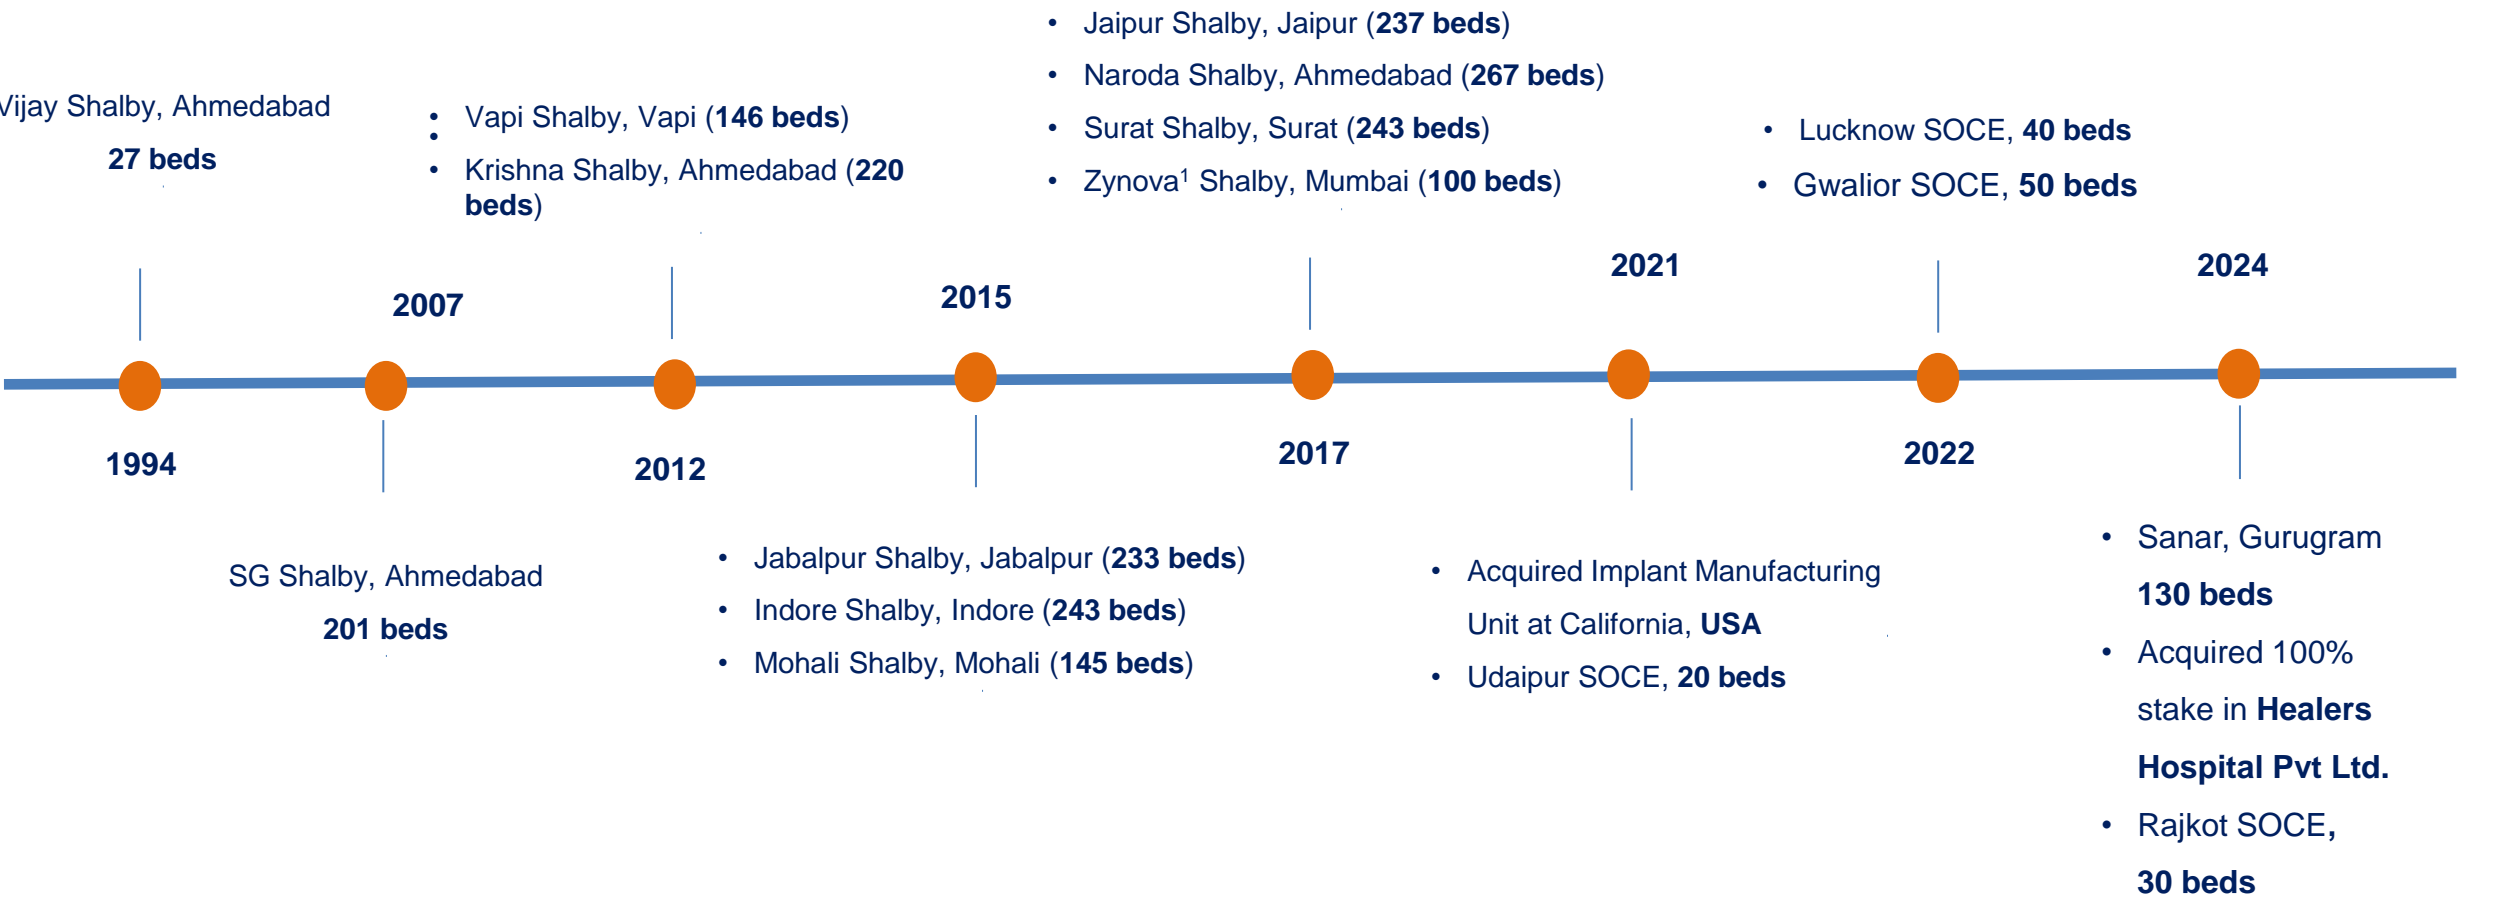 • Jaipur Shalby, Jaipur (237 beds)
• Naroda Shalby, Ahmedabad (267 beds)
• Surat Shalby, Surat (243 beds)
• Zynova¹ Shalby, Mumbai (100 beds)
Vijay Shalby, Ahmedabad
27 beds
• Vapi Shalby, Vapi (146 beds)
•
• Krishna Shalby, Ahmedabad (220
beds)
• Lucknow SOCE, 40 beds
• Gwalior SOCE, 50 beds
2007
2015
2021
2024
1994
2012
2017
2022
SG Shalby, Ahmedabad
201 beds
• Jabalpur Shalby, Jabalpur (233 beds)
• Indore Shalby, Indore (243 beds)
• Mohali Shalby, Mohali (145 beds)
• Acquired Implant Manufacturing
Unit at California, USA
• Udaipur SOCE, 20 beds
• Sanar, Gurugram
130 beds
• Acquired 100%
stake in Healers
Hospital Pvt Ltd.
• Rajkot SOCE,
30 beds